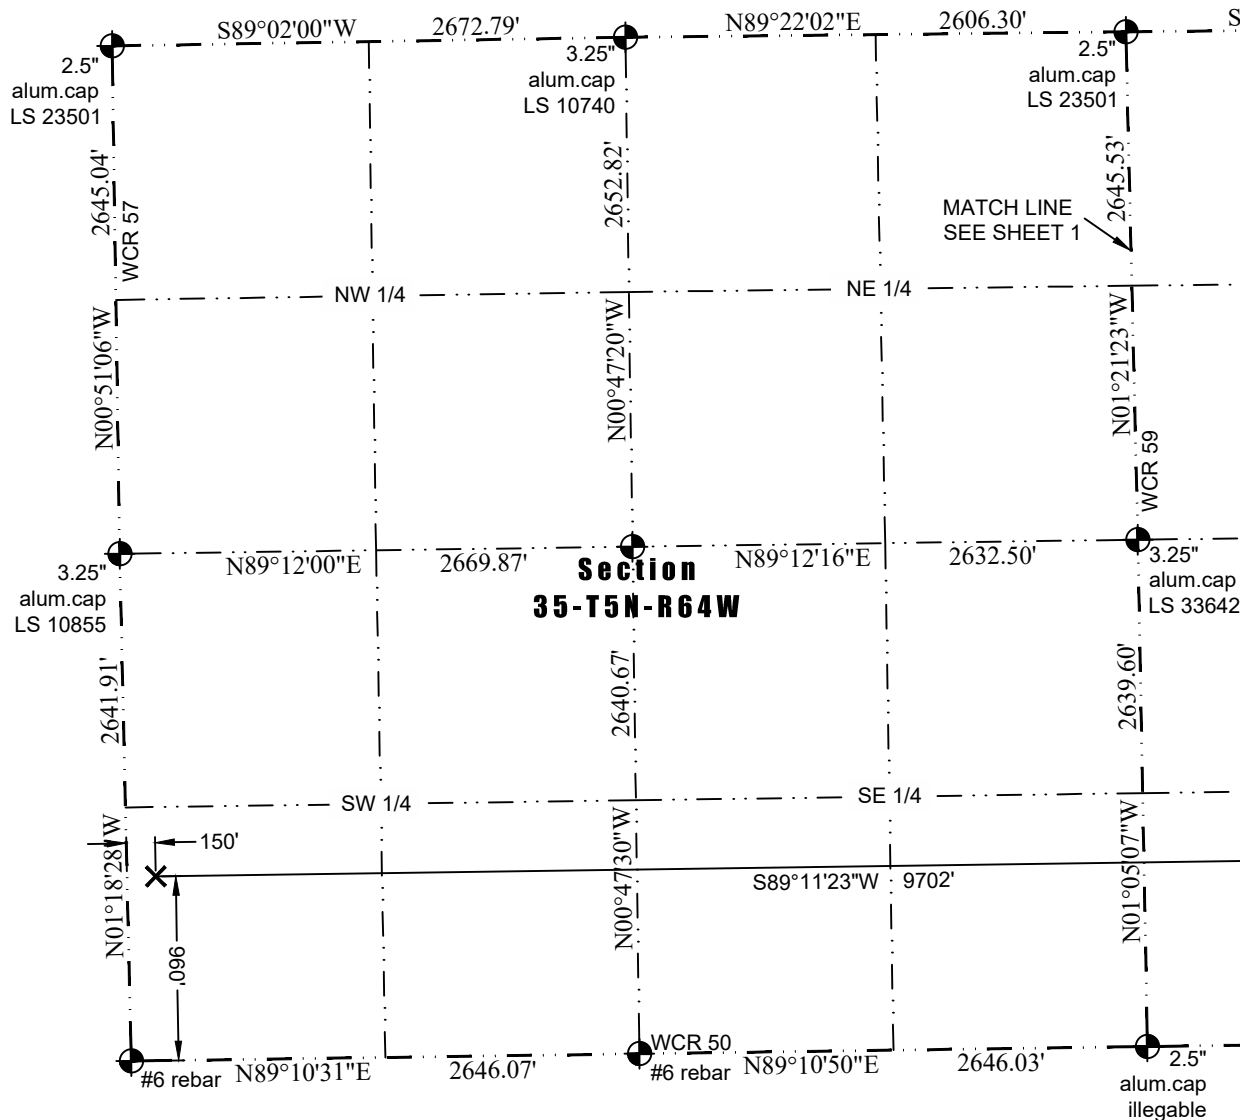 S89°02'00"W 2672.79' N89°22'02"E 2606.30' S
2.5"
alum.cap
LS 23501
3.25"
alum.cap
LS 10740
2.5"
alum.cap
LS 23501
2645.04'
WCR 57
2652.82'
2645.53'
MATCH LINE
SEE SHEET 1
NW 1/4
NE 1/4
N00°51'06"W
N00°47'20"W
N01°21'23"W
WCR 59
N89°12'00"E 2669.87' N89°12'16"E 2632.50'
3.25"
alum.cap
LS 10855
Section
35-T5N-R64W
3.25"
alum.cap
LS 33642
2641.91'
2640.67'
2639.60'
SW 1/4
SE 1/4
150'
N01°18'28"W
N00°47'30"W
N01°05'07"W
S89°11'23"W 9702'
960'
#6 rebar
N89°10'31"E 2646.07'
WCR 50
#6 rebar
N89°10'50"E 2646.03'
2.5"
alum.cap
illegable